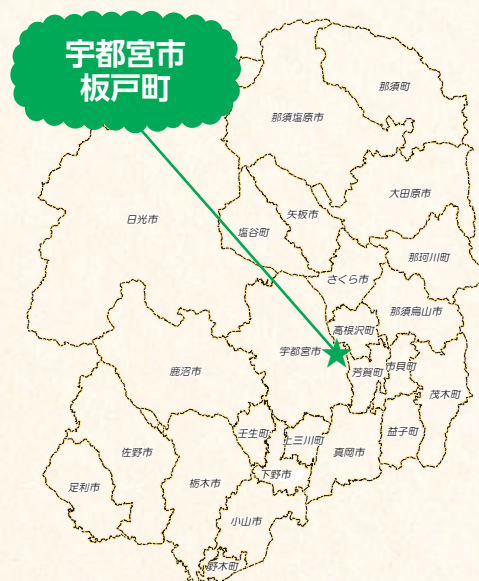 宇都宮市
板戸町
那須町
那須塩原市
大田原市
日光市
矢板市
塩谷町
那珂川町
さくら市
那須烏山市
高根沢町
宇都宮市
鹿沼市
芳賀町
市貝町
茂木町
壬生町
上三川町
益子町
佐野市
真岡市
下野市
足利市
栃木市
小山市
野木町